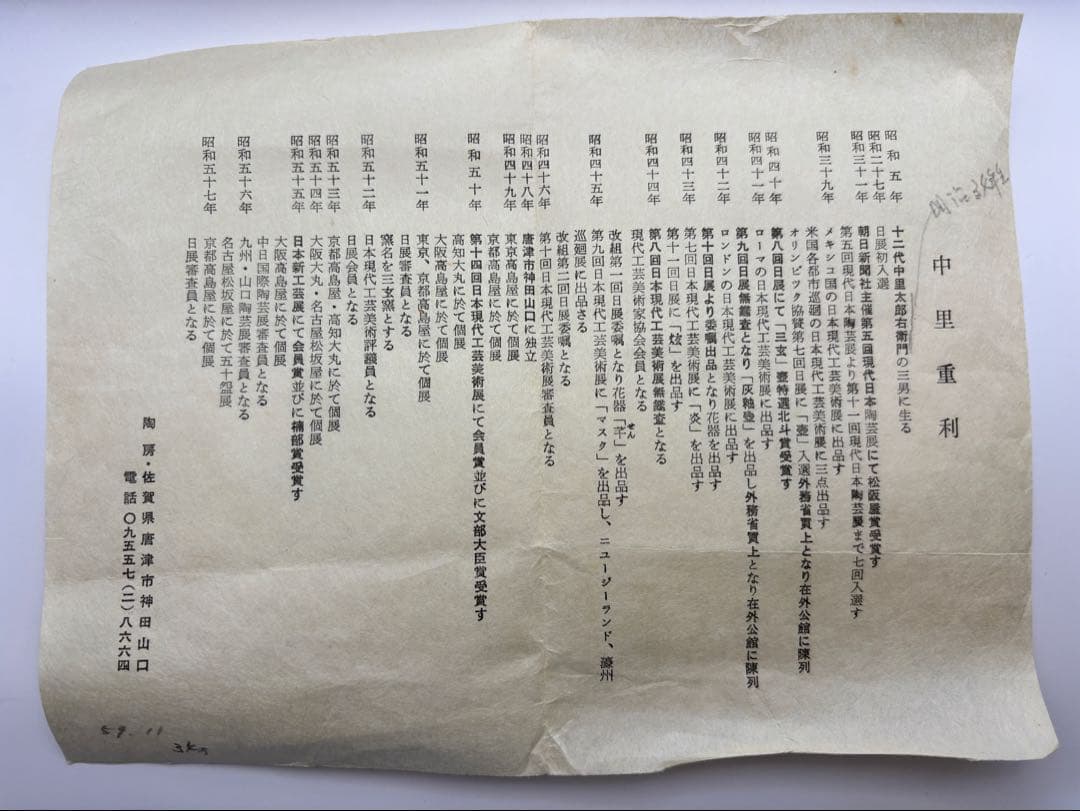 中里重利
昭和五年 十二代中里太郎右衛門の三男に生る
昭和二十七年 日展初入選
昭和三十一年 朝日新聞社主催第五回現代日本陶芸展にて松阪屋賞受賞す
第五回現代日本陶芸展より第十一回現代日本陶芸展まで七回入選す
メキシコ国の日本現代工芸美術展に出品す
昭和三十九年 米国各都市巡廻の日本現代工芸美術展に三点出品す
オリンピック協賛第七回日展に「壷」入選外務省買上となり在外公館に陳列
昭和四十年 第八回日展にて「三玄」壷特選北斗賞受賞す
昭和四十一年 ローマの日本現代工芸美術展に出品す
第九回日展無鑑査となり「灰釉壷」を出品し外務省買上となり在外公館に陳列
昭和四十二年 ロンドンの日本現代工芸美術展に出品す
第十回日展より委嘱出品となり花器を出品す
昭和四十三年 第七回日本現代工芸美術展に「炎」を出品す
第十一回日展に「炫」を出品す
昭和四十四年 第八回日本現代工芸美術展無鑑査となる
現代工芸美術家協会会員となる
改組第一回日展委嘱となり花器「芊」を出品す
せん
昭和四十五年 第九回日本現代工芸美術展に「マスク」を出品し、ニュージーランド、濠州
巡廻展に出品さる
改組第二回日展委嘱となる
昭和四十六年 第十回日本現代工芸美術展審査員となる
昭和四十八年 唐津市神田山口に独立
昭和四十九年 東京高島屋に於て個展
京都高島屋に於て個展
昭和五十年 第十四回日本現代工芸美術展にて会員賞並びに文部大臣賞受賞す
高知大丸に於て個展
大阪高島屋に於て個展
昭和五十一年 東京、京都高島屋に於て個展
日展審査員となる
窯名を三玄窯とする
昭和五十二年 日本現代工芸美術展評議員となる
日展会員となる
昭和五十三年 京都高島屋・高知大丸に於て個展
昭和五十四年 大阪大丸・名古屋松坂屋に於て個展
昭和五十五年 日本新工芸展にて会員賞並びに楠部賞受賞す
大阪高島屋に於て個展
中日国際陶芸展審査員となる
昭和五十六年 九州・山口陶芸展審査員となる
名古屋松坂屋に於て五十盌展
昭和五十七年 京都高島屋に於て個展
日展審査員となる
陶房・佐賀県唐津市神田山口
電話〇九五五七(二)八六六四
59.11